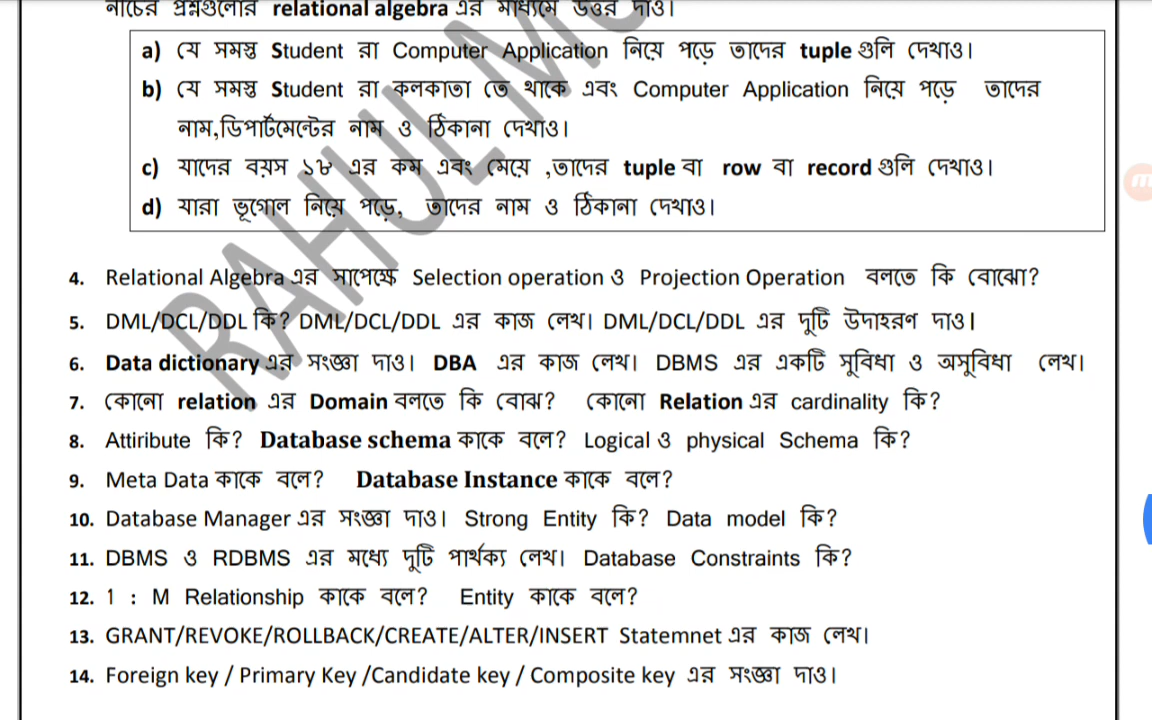 নীচের প্রশ্নগুলোর relational algebra এর মাধ্যমে উত্তর দাও।
a) যে সমস্ত Student রা Computer Application নিয়ে পড়ে তাদের tuple গুলি দেখাও।
b) যে সমস্ত Student রা কলকাতা তে থাকে এবং Computer Application নিয়ে পড়ে তাদের
নাম,ডিপার্টমেন্টের নাম ও ঠিকানা দেখাও।
c) যাদের বয়স ১৮ এর কম এবং মেয়ে ,তাদের tuple বা row বা record গুলি দেখাও।
d) যারা ভূগোল নিয়ে পড়ে, তাদের নাম ও ঠিকানা দেখাও।
4. Relational Algebra এর সাপেক্ষে Selection operation ও Projection Operation বলতে কি বোঝো?
5. DML/DCL/DDL কি? DML/DCL/DDL এর কাজ লেখ। DML/DCL/DDL এর দুটি উদাহরণ দাও।
6. Data dictionary এর সংজ্ঞা দাও। DBA এর কাজ লেখ। DBMS এর একটি সুবিধা ও অসুবিধা লেখ।
7. কোনো relation এর Domain বলতে কি বোঝ? কোনো Relation এর cardinality কি?
8. Attiribute কি? Database schema কাকে বলে? Logical ও physical Schema কি?
9. Meta Data কাকে বলে? Database Instance কাকে বলে?
10. Database Manager এর সংজ্ঞা দাও। Strong Entity কি? Data model কি?
11. DBMS ও RDBMS এর মধ্যে দুটি পার্থক্য লেখ। Database Constraints কি?
12. 1 : M Relationship কাকে বলে? Entity কাকে বলে?
13. GRANT/REVOKE/ROLLBACK/CREATE/ALTER/INSERT Statemnet এর কাজ লেখ।
14. Foreign key / Primary Key /Candidate key / Composite key এর সংজ্ঞা দাও।
RAHUL